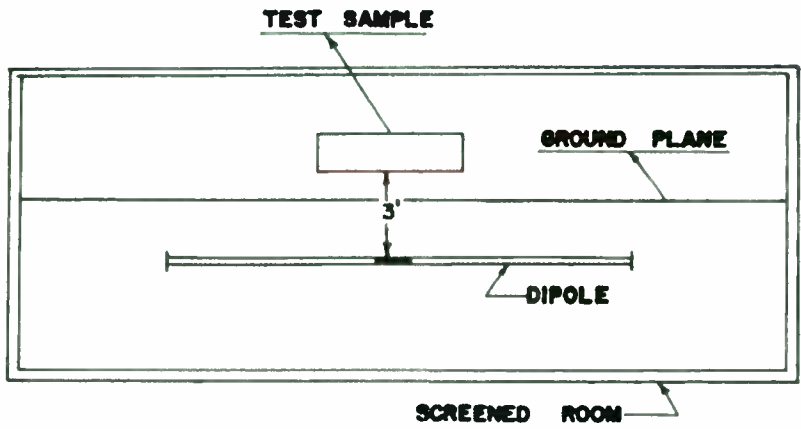 TEST SAMPLE
GROUND PLANE
3'
DIPOLE
SCREENED ROOM